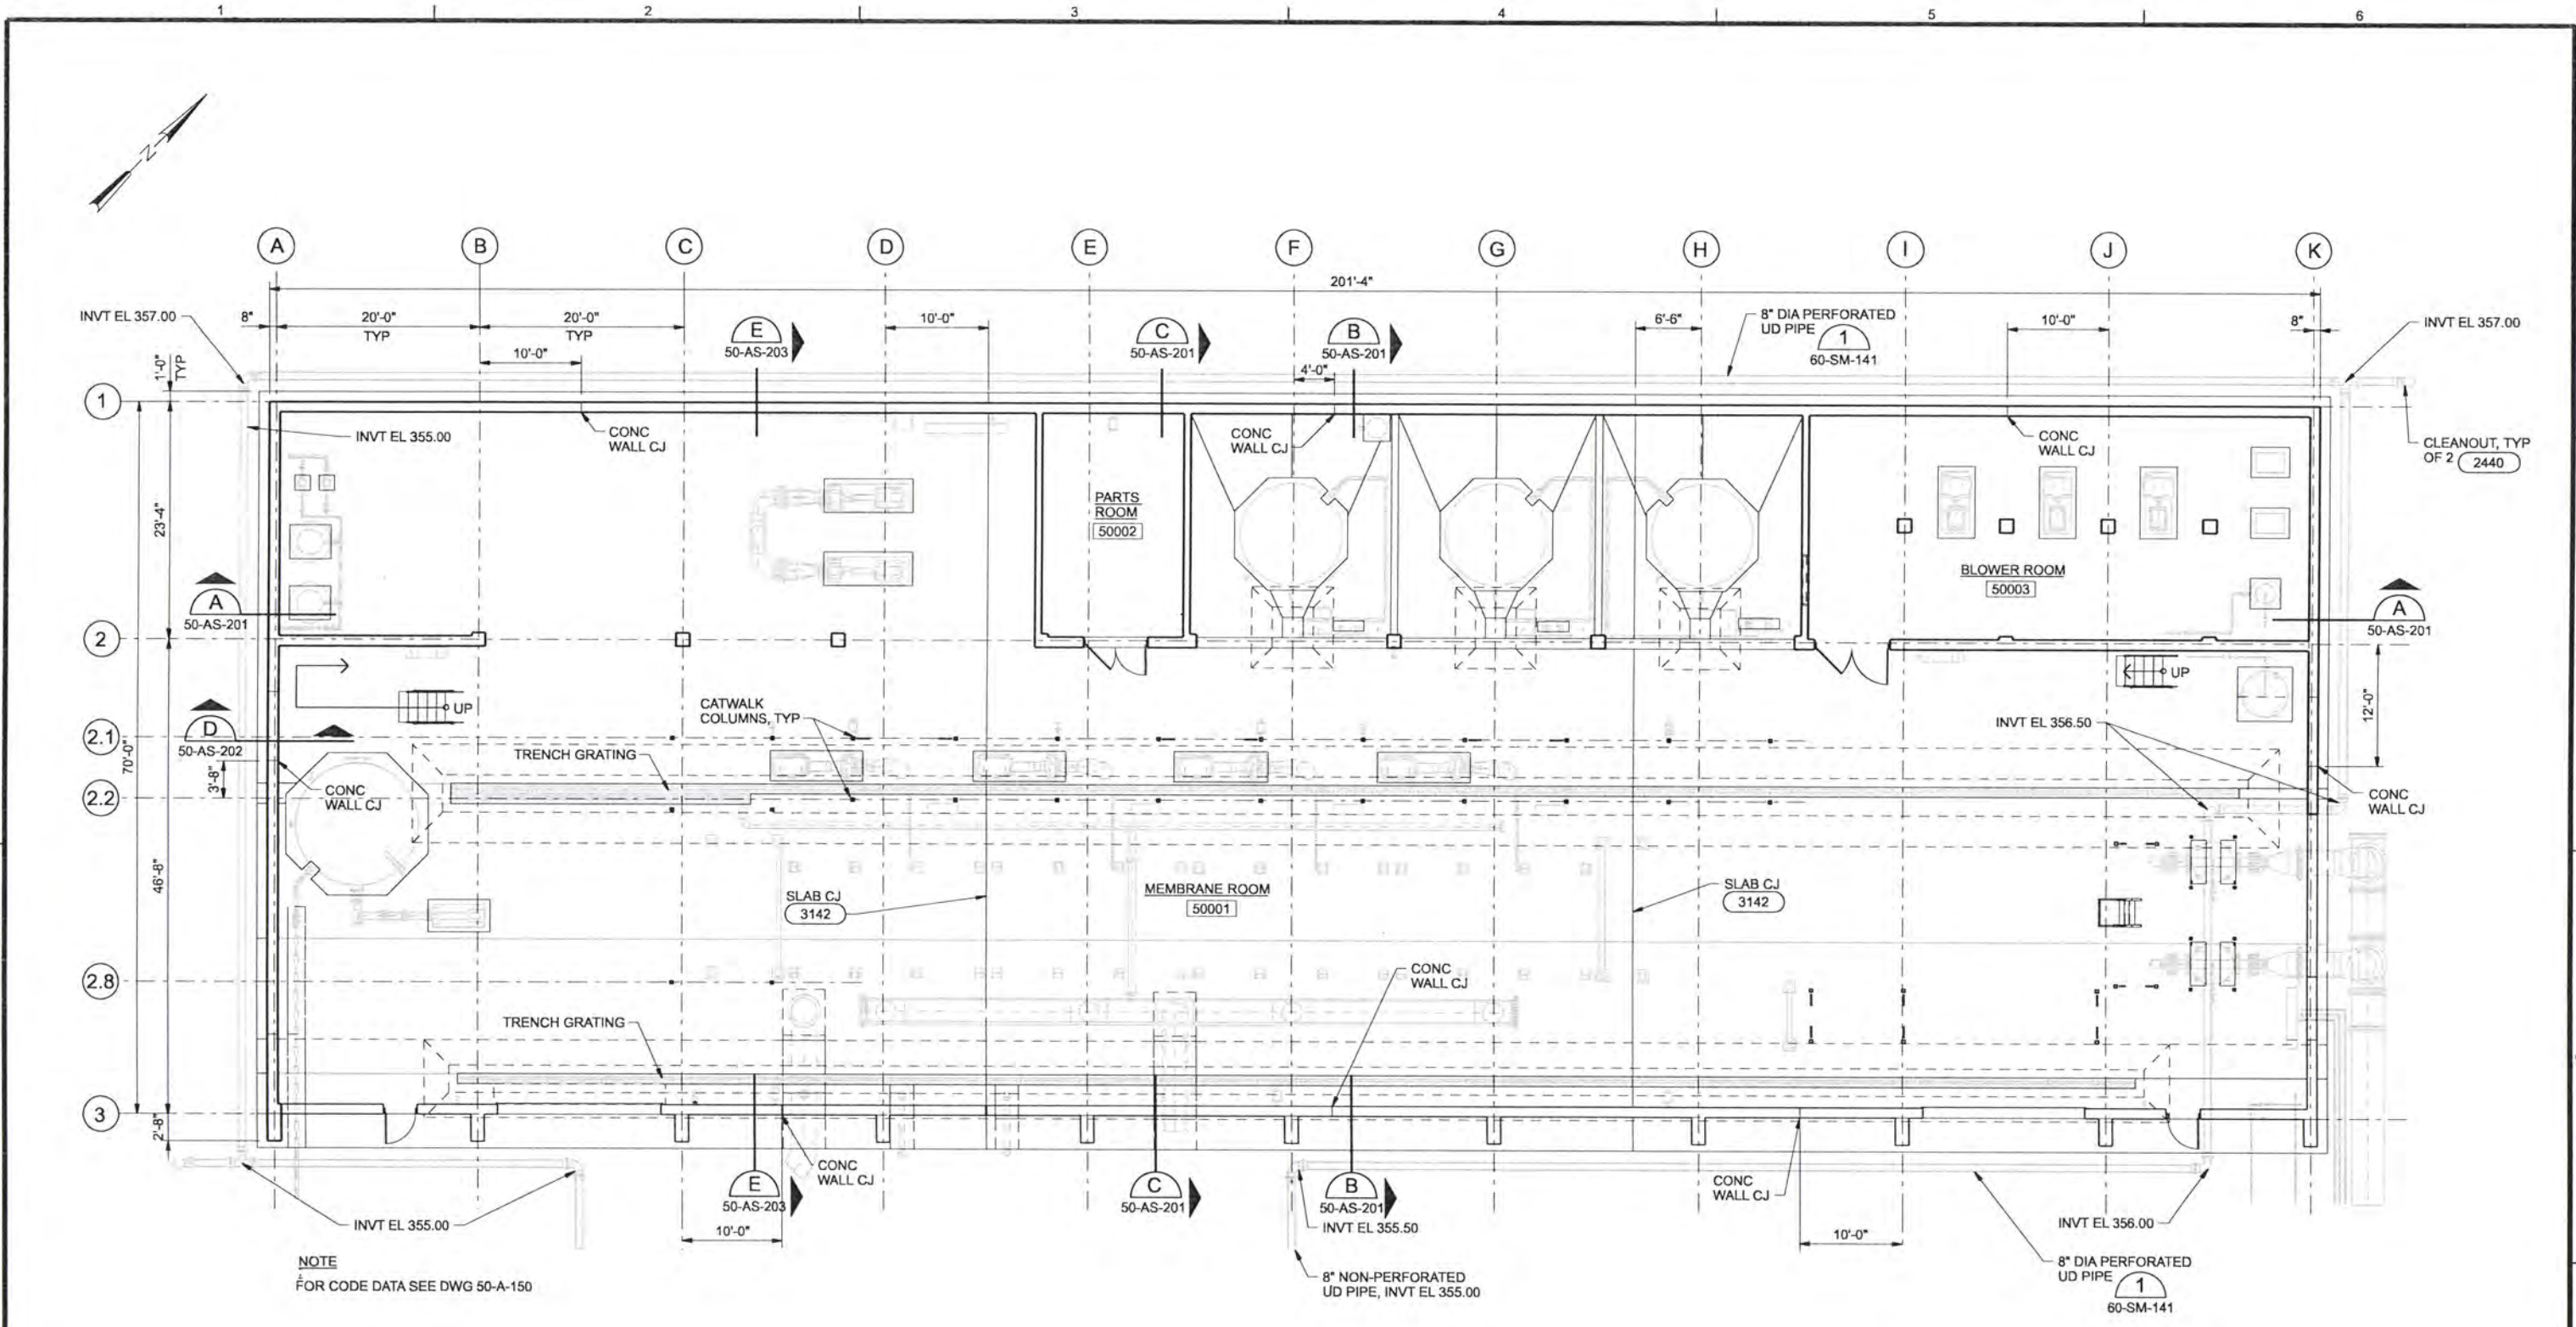 1
2
3
4
5
6
N
A
B
C
D
E
F
G
H
I
J
K
201'-4"
INVT EL 357.00
8"
20'-0"
TYP
20'-0"
TYP
10'-0"
E
50-AS-203
10'-0"
C
50-AS-201
B
50-AS-201
4'-0"
6'-6"
8" DIA PERFORATED
UD PIPE
1
60-SM-141
10'-0"
8"
INVT EL 357.00
1'-0"
TYP
1
INVT EL 355.00
CONC
WALL CJ
CONC
WALL CJ
CONC
WALL CJ
CLEANOUT, TYP
OF 2
2440
23'-4"
PARTS
ROOM
50002
BLOWER ROOM
50003
A
50-AS-201
A
50-AS-201
2
UP
UP
12'-0"
CATWALK
COLUMNS, TYP
D
50-AS-202
2.1
70'-0"
3'-8"
TRENCH GRATING
INVT EL 356.50
2.2
CONC
WALL CJ
CONC
WALL CJ
46'-8"
SLAB CJ
3142
MEMBRANE ROOM
50001
SLAB CJ
3142
2.8
CONC
WALL CJ
TRENCH GRATING
3
2'-8"
E
50-AS-203
CONC
WALL CJ
C
50-AS-201
B
50-AS-201
CONC
WALL CJ
INVT EL 355.00
10'-0"
INVT EL 355.50
10'-0"
INVT EL 356.00
NOTE
FOR CODE DATA SEE DWG 50-A-150
8" NON-PERFORATED
UD PIPE, INVT EL 355.00
8" DIA PERFORATED
UD PIPE
1
60-SM-141